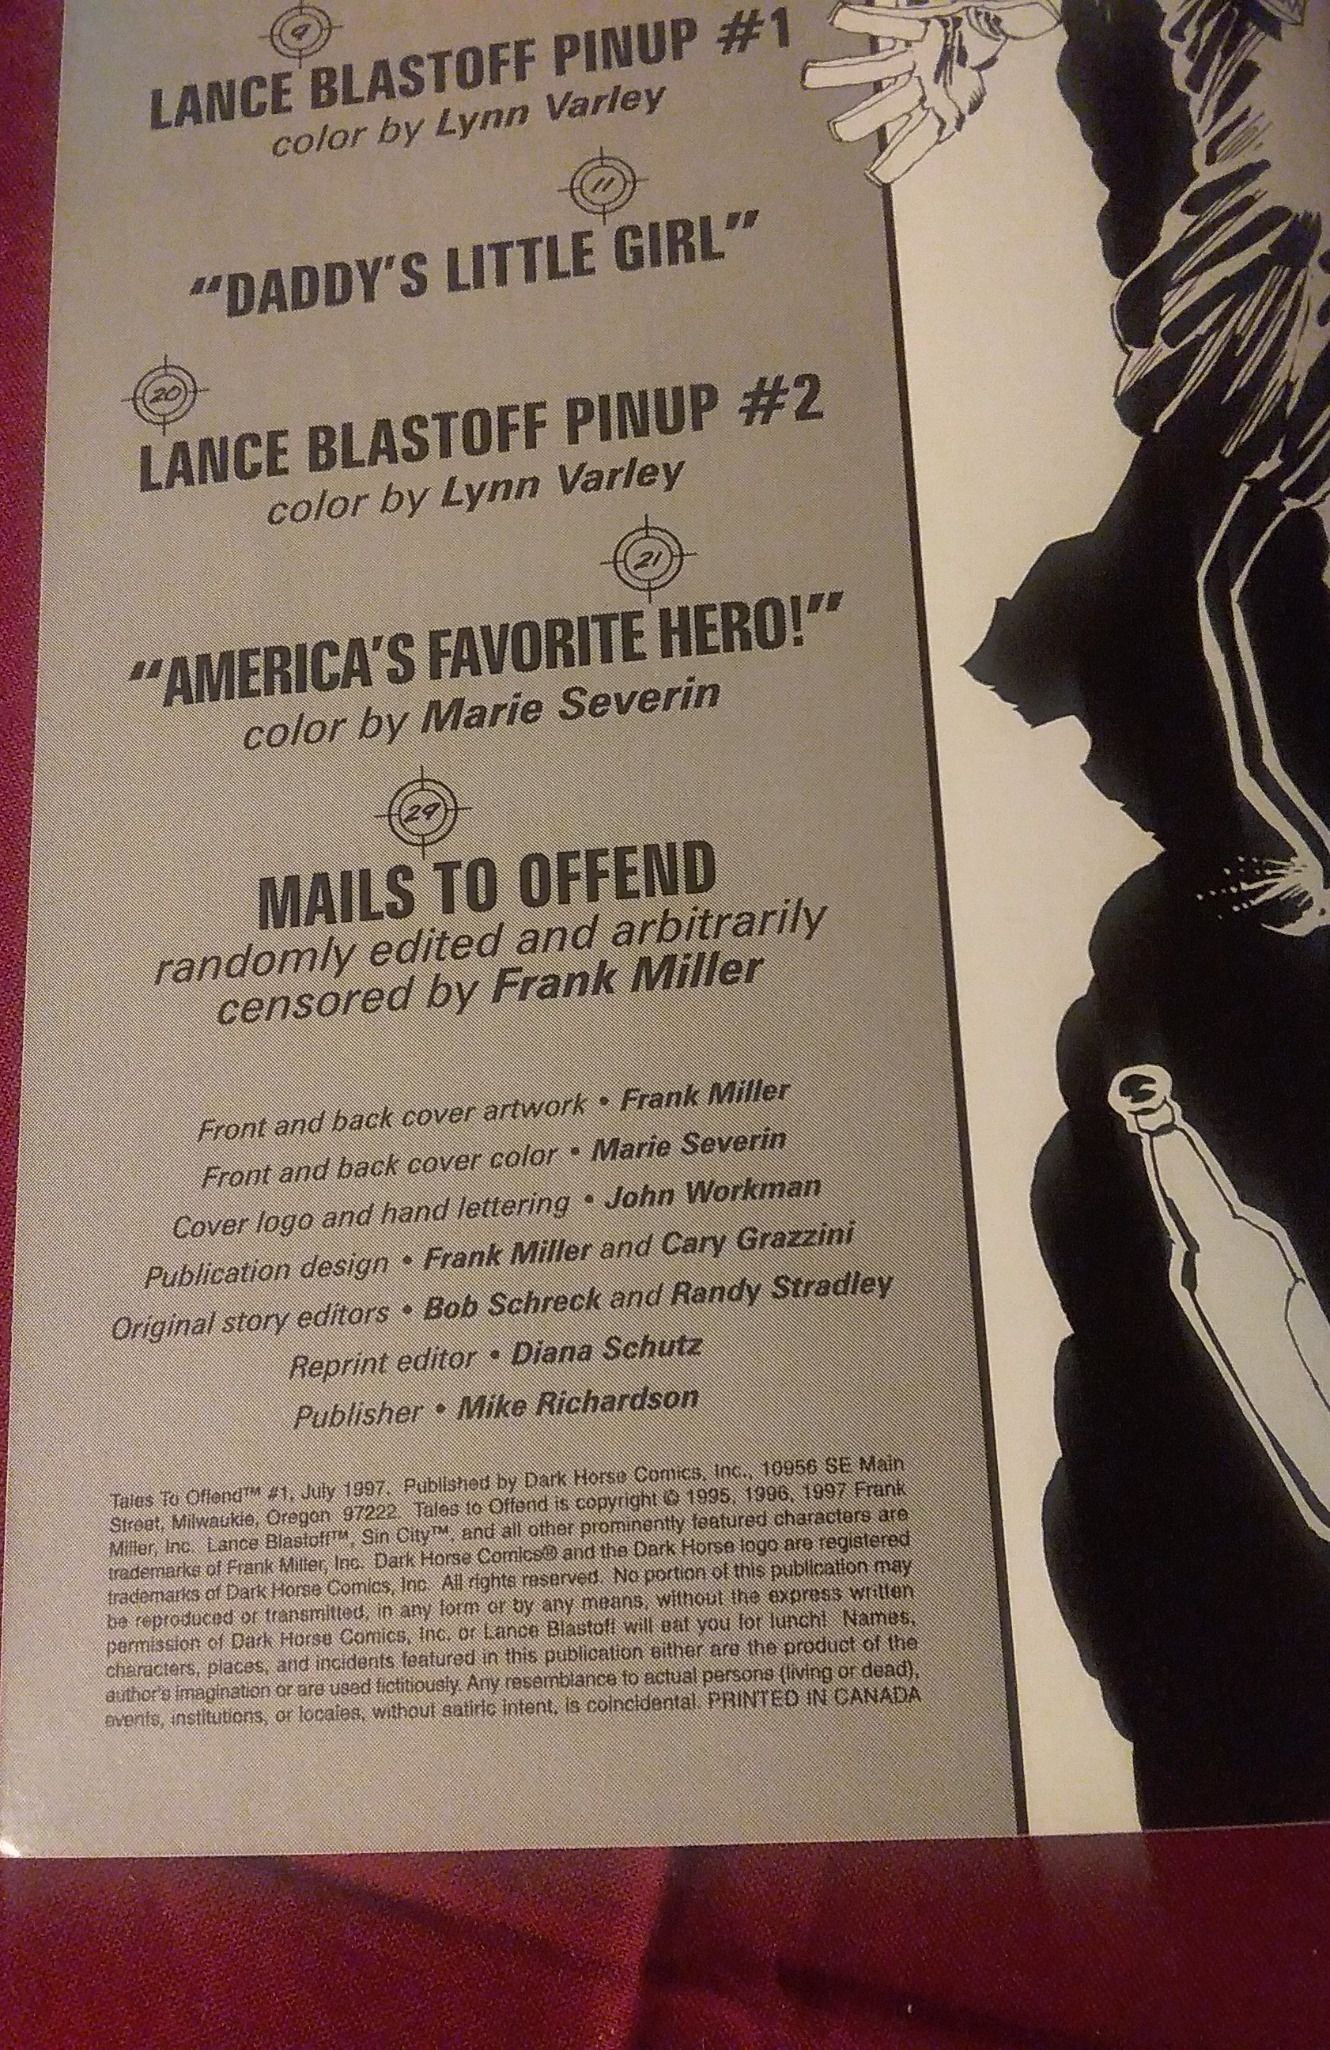 9
LANCE BLASTOFF PINUP #1
color by Lynn Varley
11
"DADDY'S LITTLE GIRL"
20
LANCE BLASTOFF PINUP #2
color by Lynn Varley
21
"AMERICA'S FAVORITE HERO!"
color by Marie Severin
29
MAILS TO OFFEND
randomly edited and arbitrarily
censored by Frank Miller
Front and back cover artwork • Frank Miller
Front and back cover color • Marie Severin
Cover logo and hand lettering • John Workman
Publication design • Frank Miller and Cary Grazzini
Original story editors • Bob Schreck and Randy Stradley
Reprint editor • Diana Schutz
Publisher • Mike Richardson
Tales To Offend™ #1, July 1997. Published by Dark Horse Comics, Inc., 10956 SE Main
Street, Milwaukie, Oregon 97222. Tales to Offend is copyright © 1995, 1996, 1997 Frank
Miller, Inc. Lance Blastoff™, Sin City™, and all other prominently featured characters are
trademarks of Frank Miller, Inc. Dark Horse Comics® and the Dark Horse logo are registered
trademarks of Dark Horse Comics, Inc. All rights reserved. No portion of this publication may
be reproduced or transmitted, in any form or by any means, without the express written
permission of Dark Horse Comics, Inc. or Lance Blastoff will eat you for lunch! Names,
characters, places, and incidents featured in this publication either are the product of the
author's imagination or are used fictitiously. Any resemblance to actual persons (living or dead),
events, institutions, or locales, without satiric intent, is coincidental. PRINTED IN CANADA